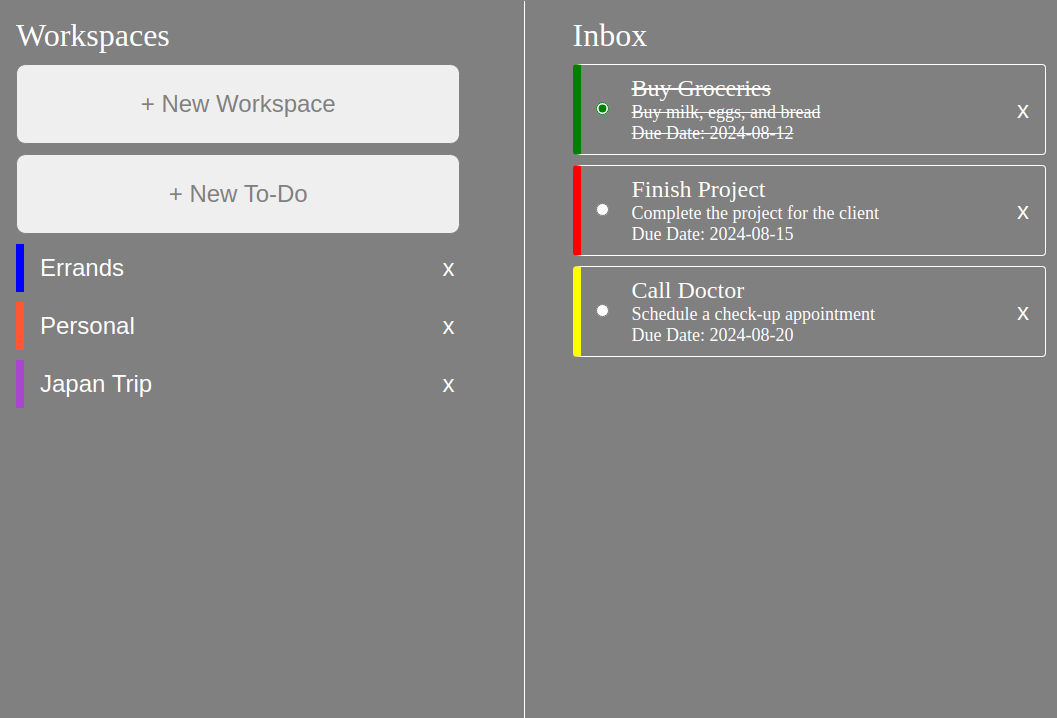 Workspaces
+ New Workspace
+ New To-Do
Errands x
Personal x
Japan Trip x
Inbox
Buy Groceries
Buy milk, eggs, and bread
Due Date: 2024-08-12
x
Finish Project
Complete the project for the client
Due Date: 2024-08-15
x
Call Doctor
Schedule a check-up appointment
Due Date: 2024-08-20
x